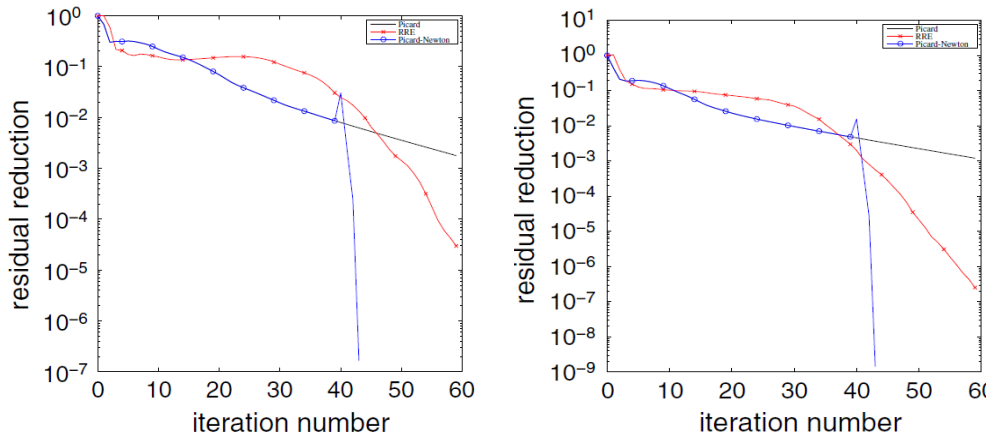 10^0
10^-1
10^-2
10^-3
10^-4
10^-5
10^-6
10^-7
residual reduction
0 10 20 30 40 50 60
iteration number
Picard
RRE
Picard-Newton
10^1
10^0
10^-1
10^-2
10^-3
10^-4
10^-5
10^-6
10^-7
10^-8
10^-9
residual reduction
0 10 20 30 40 50 60
iteration number
Picard
RRE
Picard-Newton